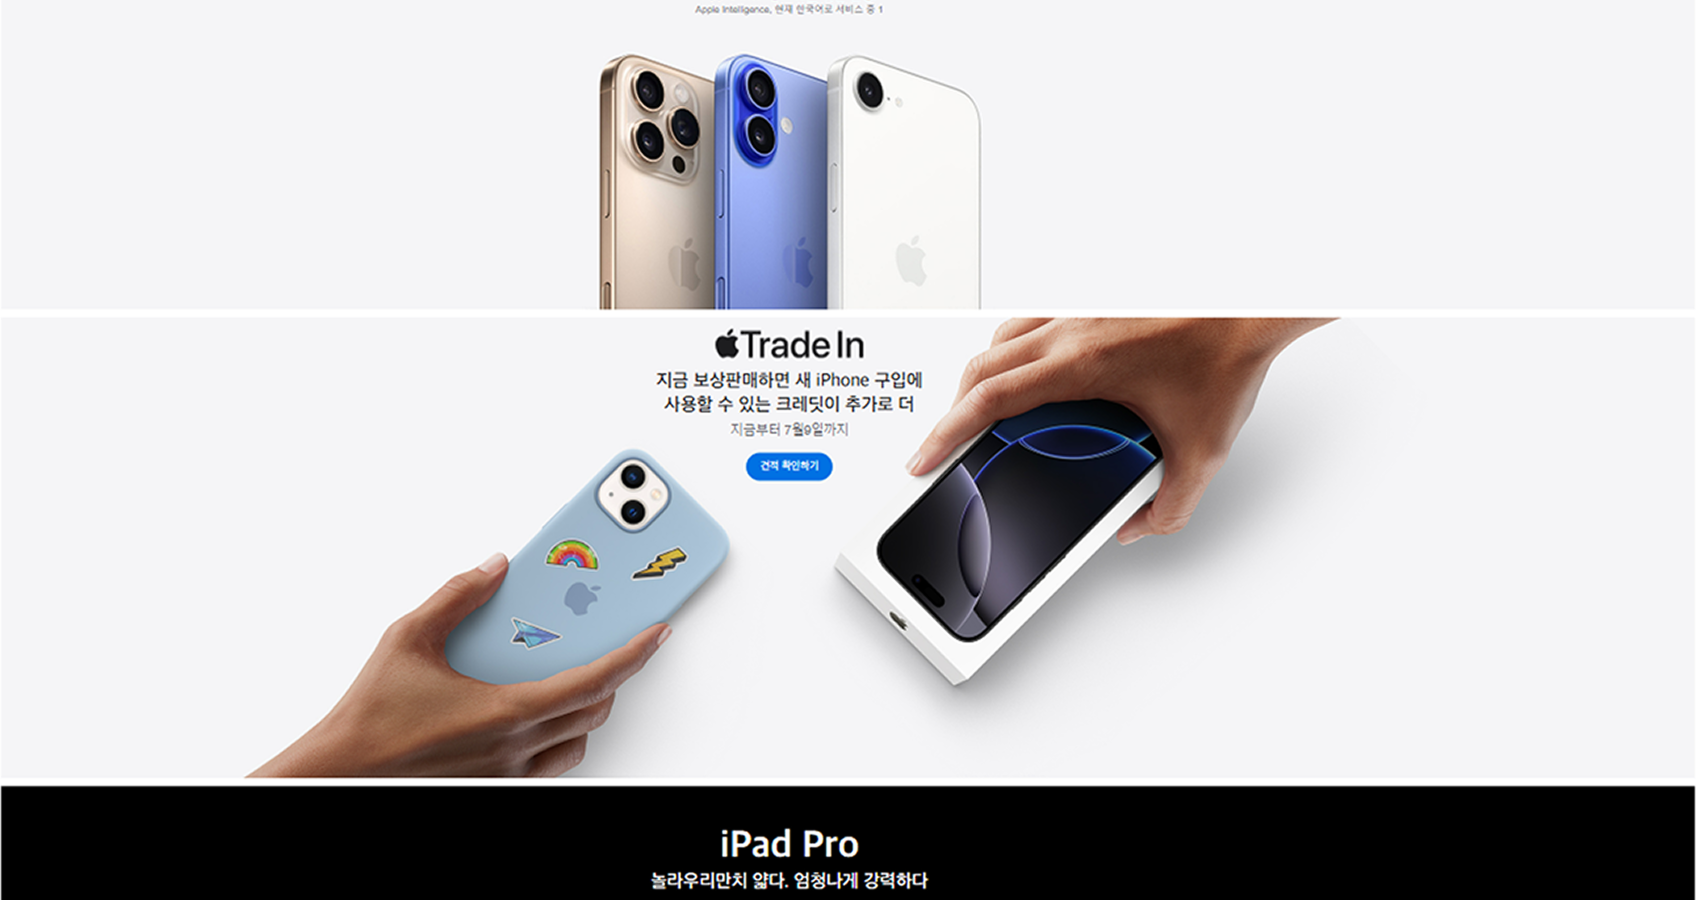 Apple Intelligence, 현재 한국어로 서비스 중 1
Trade In
지금 보상판매하면 새 iPhone 구입에
사용할 수 있는 크레딧이 추가로 더
지금부터 7월9일까지
견적 확인하기
iPad Pro
놀라우리만치 얇다. 엄청나게 강력하다